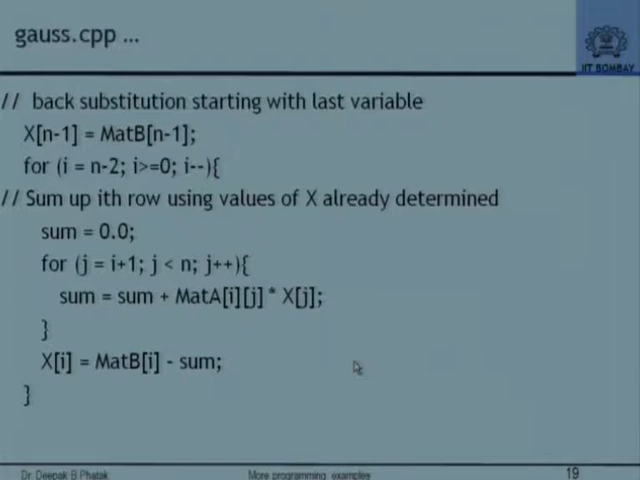 gauss.cpp ...
IIT BOMBAY
// back substitution starting with last variable
X[n-1] = MatB[n-1];
for (i = n-2; i>=0; i--){
// Sum up ith row using values of X already determined
sum = 0.0;
for (j = i+1; j < n; j++){
sum = sum + MatA[i][j] * X[j];
}
X[i] = MatB[i] - sum;
}
Dr. Deepak B Phatak
More programming examples
19